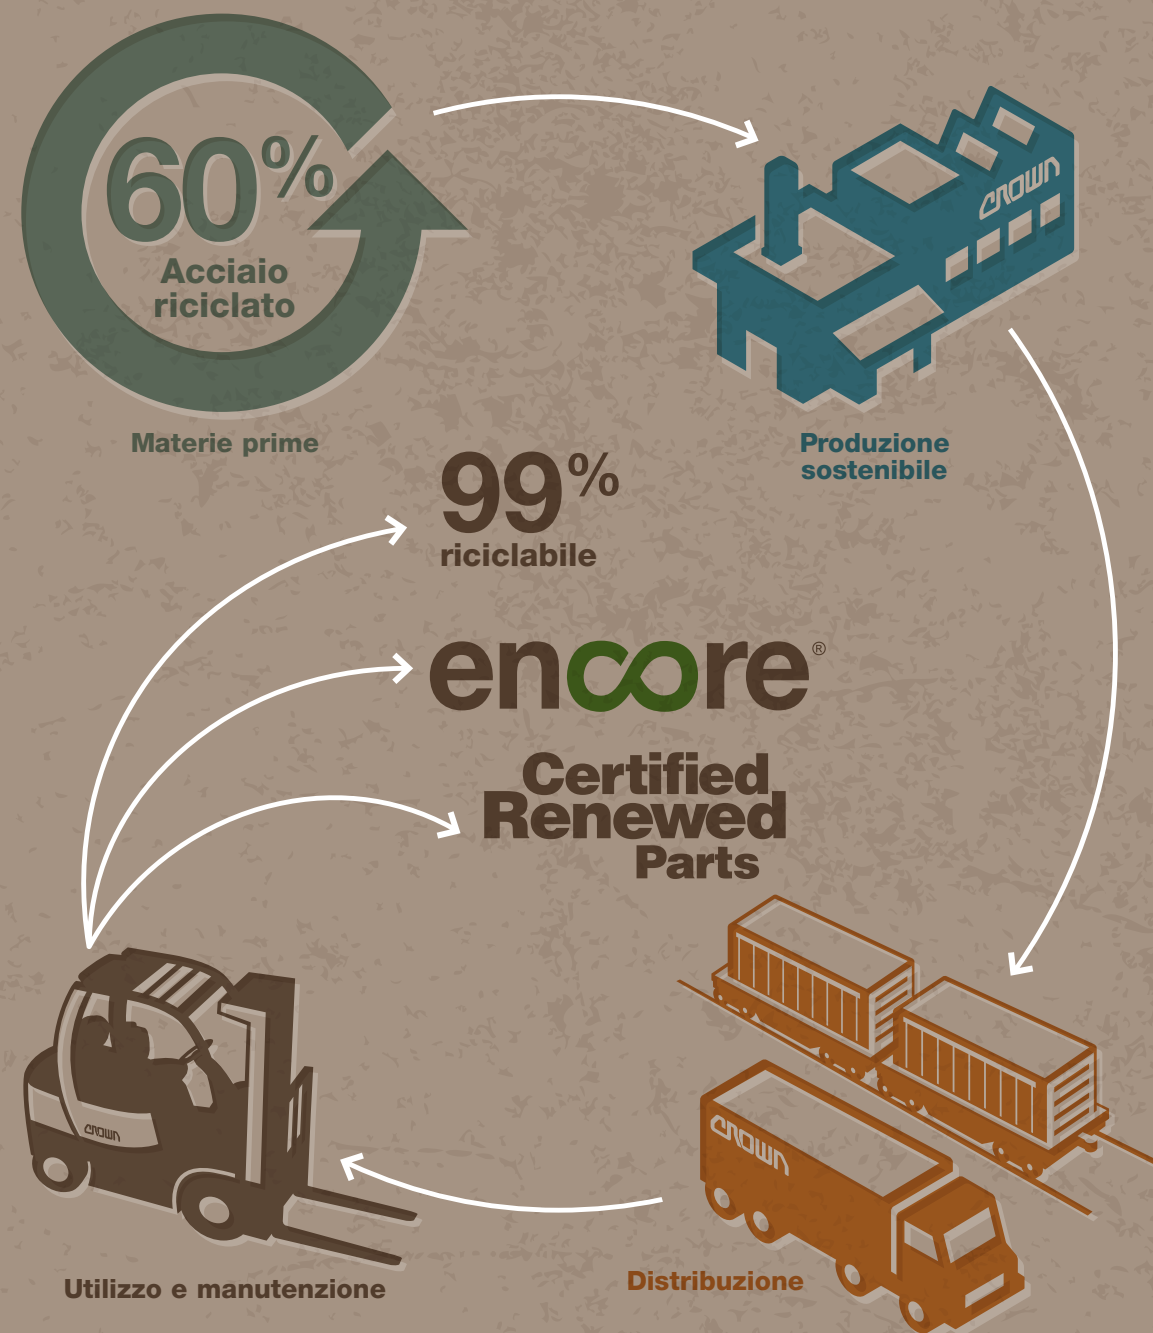 60%
Acciaio
riciclato
Materie prime
CROWN
Produzione
sostenibile
99%
riciclabile
encore®
Certified
Renewed
Parts
CROWN
Utilizzo e manutenzione
CROWN
Distribuzione